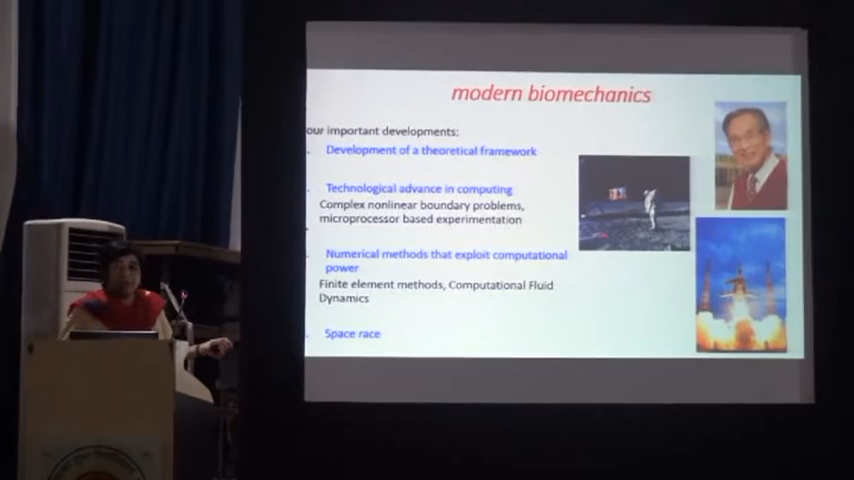 modern biomechanics
our important developments:
Development of a theoretical framework
Technological advance in computing
Complex nonlinear boundary problems,
microprocessor based experimentation
Numerical methods that exploit computational
power
Finite element methods, Computational Fluid
Dynamics
Space race